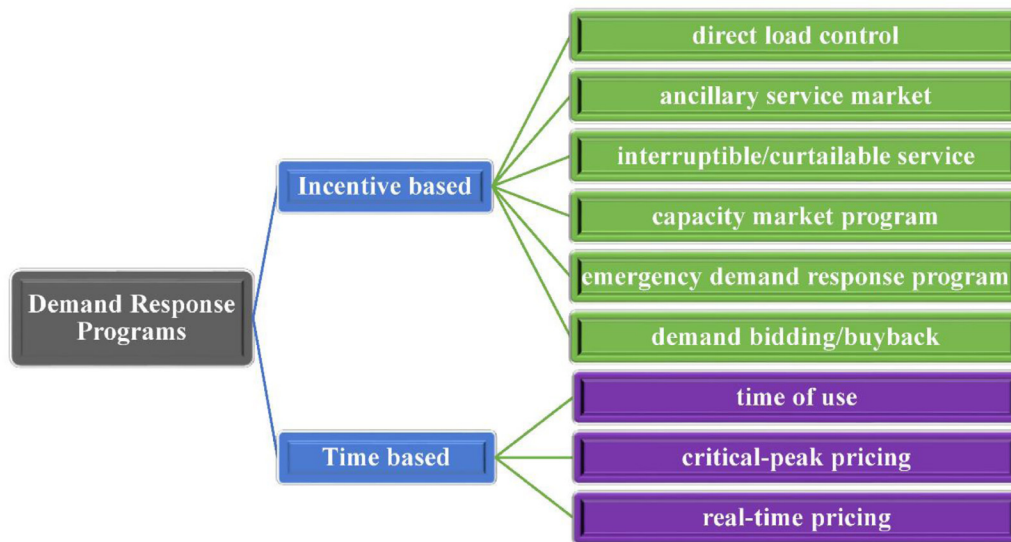 direct load control
ancillary service market
Incentive based
interruptible/curtailable service
capacity market program
Demand Response
Programs
emergency demand response program
demand bidding/buyback
time of use
Time based
critical-peak pricing
real-time pricing